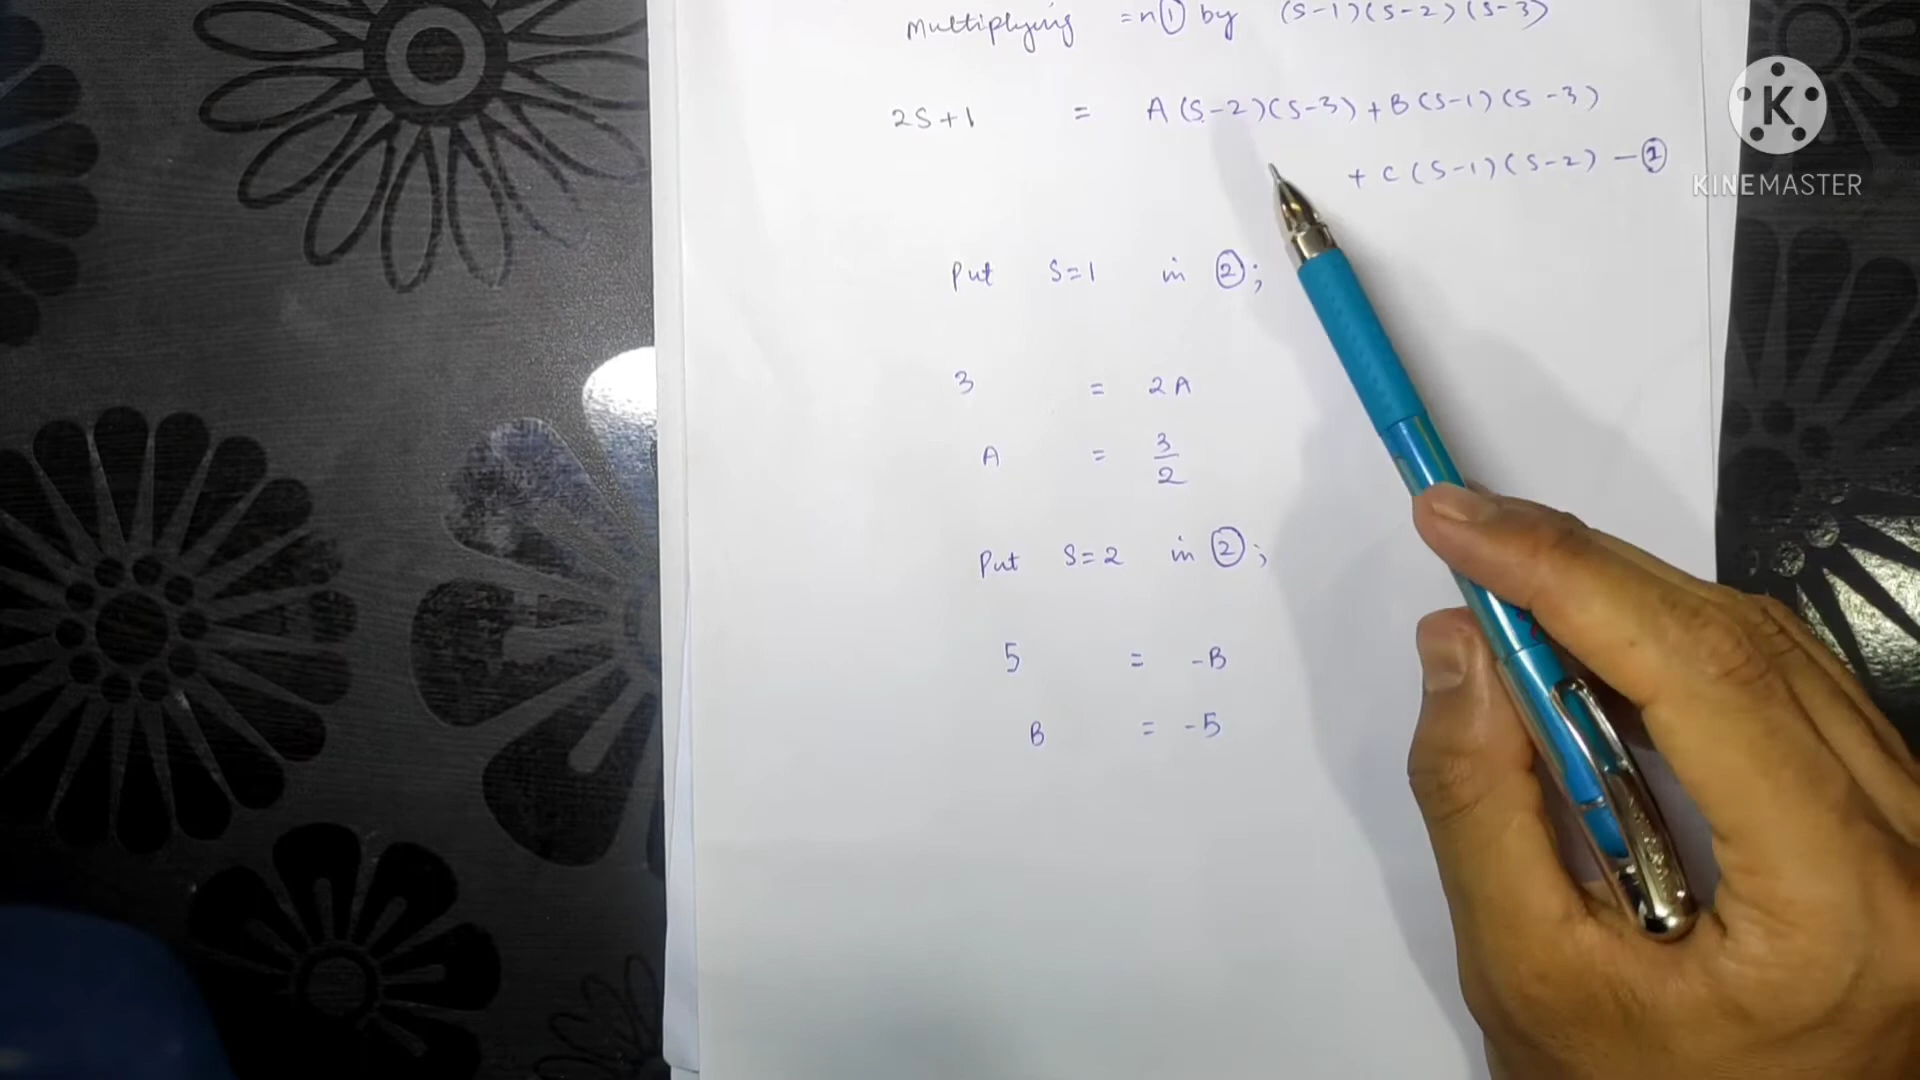 Multiplying =n ① by (S-1)(S-2)(S-3)
2S+1 = A(S-2)(S-3)+B(S-1)(S-3)
+C(S-1)(S-2) - ②
K
KINEMASTER
Put S=1 in ②;
3 = 2A
A = 3/2
Put S=2 in ②;
5 = -B
B = -5